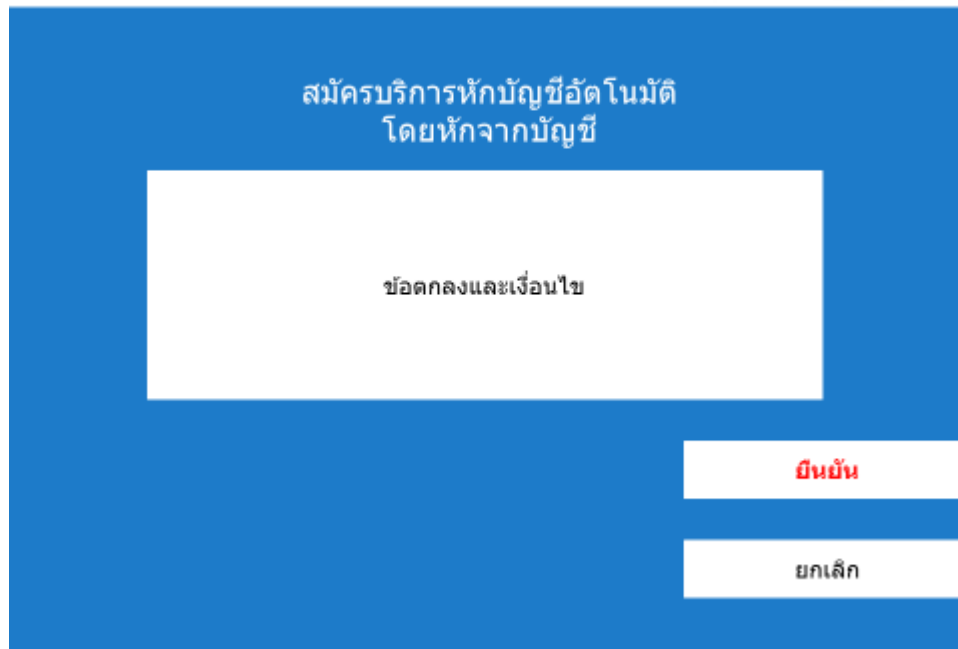 สมัครบริการหักบัญชีอัตโนมัติ
โดยหักจากบัญชี
ข้อตกลงและเงื่อนไข
ยืนยัน
ยกเลิก